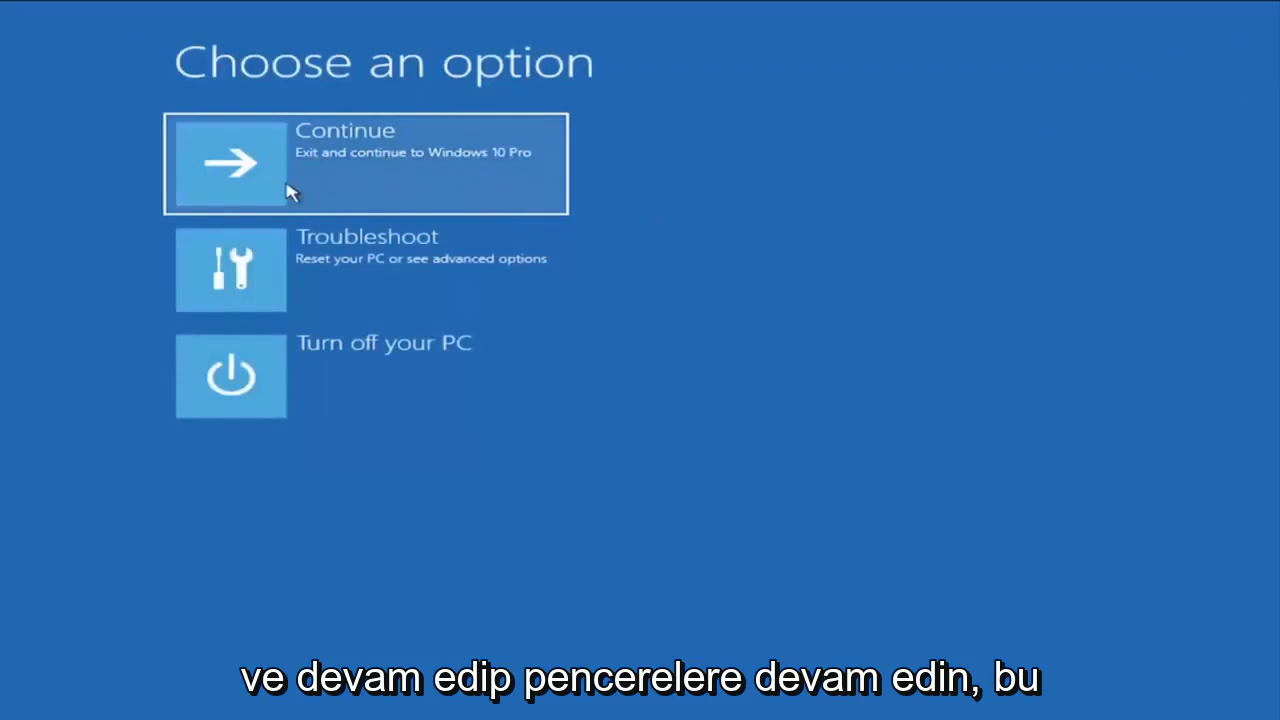 Choose an option
Continue
Exit and continue to Windows 10 Pro
Troubleshoot
Reset your PC or see advanced options
Turn off your PC
ve devam edip pencerelere devam edin, bu